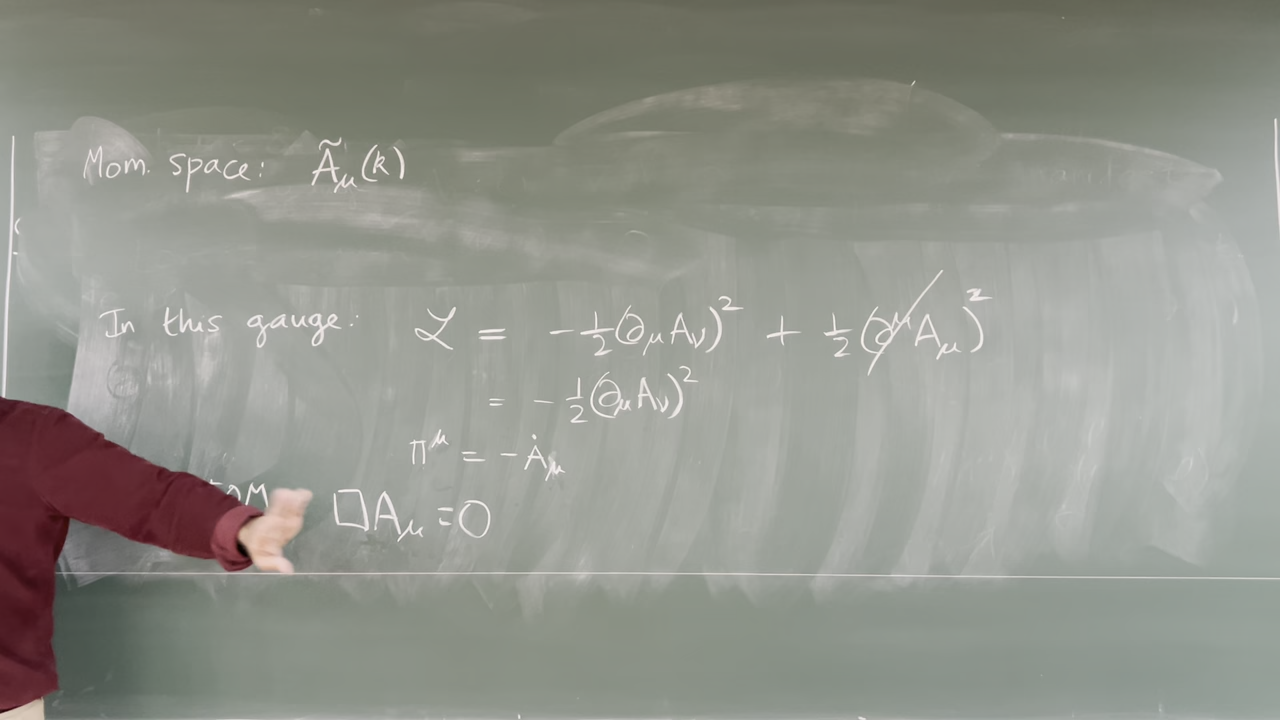 Mom. space: Ã_μ(k)
In this gauge: ℒ = -½(∂_μ A_ν)² + ½(∂^μ A_μ)²
= -½(∂_μ A_ν)²
π^μ = -Ȧ_μ
EOM □A_μ = 0